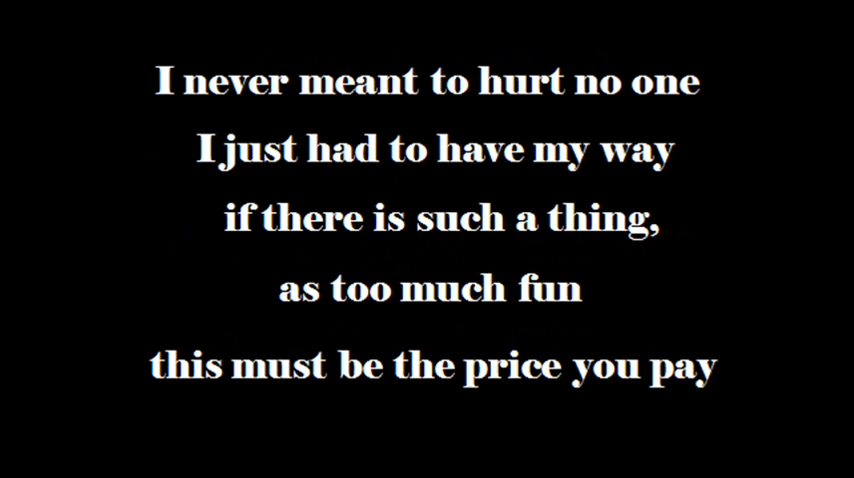 I never meant to hurt no one
I just had to have my way
if there is such a thing,
as too much fun
this must be the price you pay